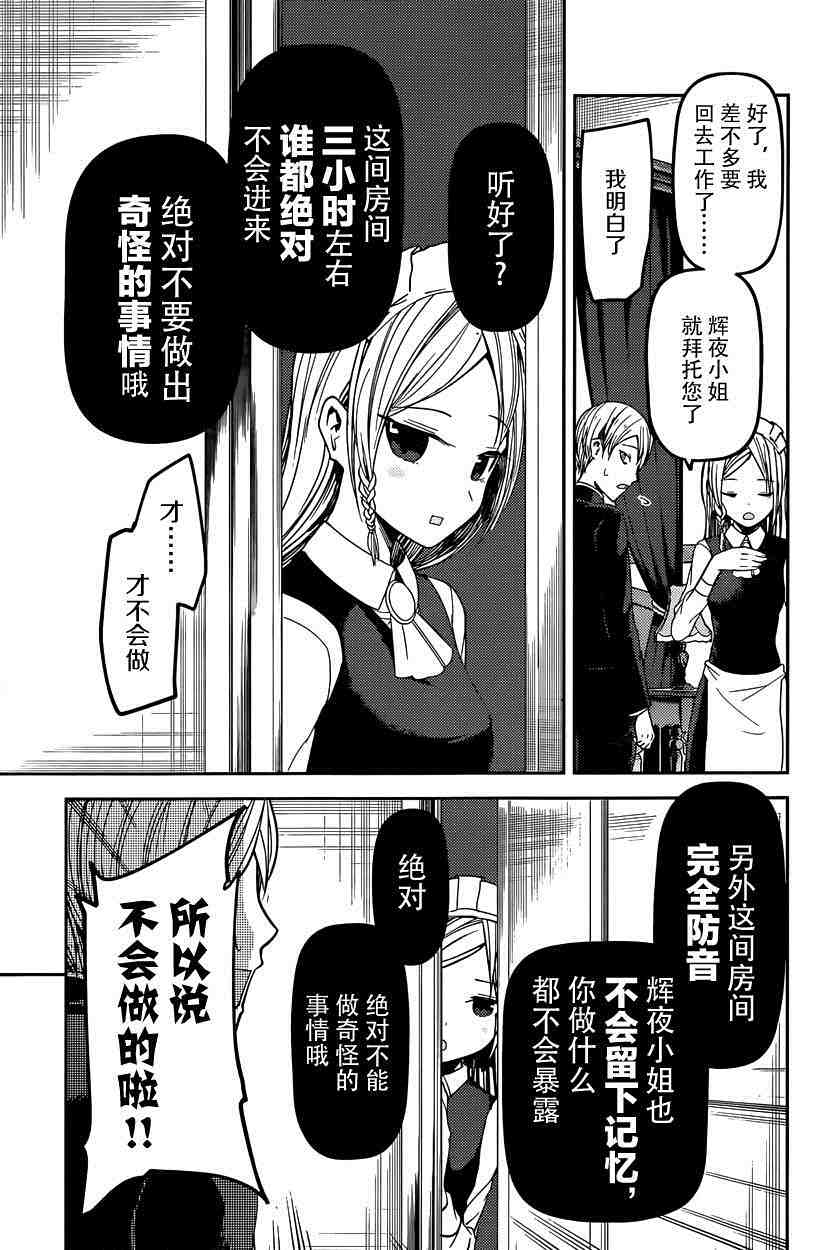 好了，我
差不多要
回去工作了……
辉夜小姐
就拜托您了
我
明白
了
听好了？
这间房间
三小时左右
谁都绝对
不会进来
绝对不要做出
奇怪的事情哦
才……
才不会做
另外这间房间
完全防音
辉夜小姐也
不会留下记忆，
你做什么
都不会暴露
绝对
绝对不能
做奇怪的
事情哦
所以说
不会做的啦!!